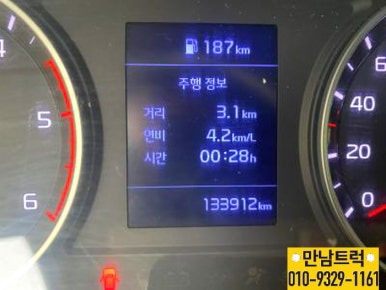 187km
주행 정보
거리 3.1km
연비 4.2km/L
시간 00:28h
133912km
4
5
6
60
40
20
0
만남트럭
010-9329-1161